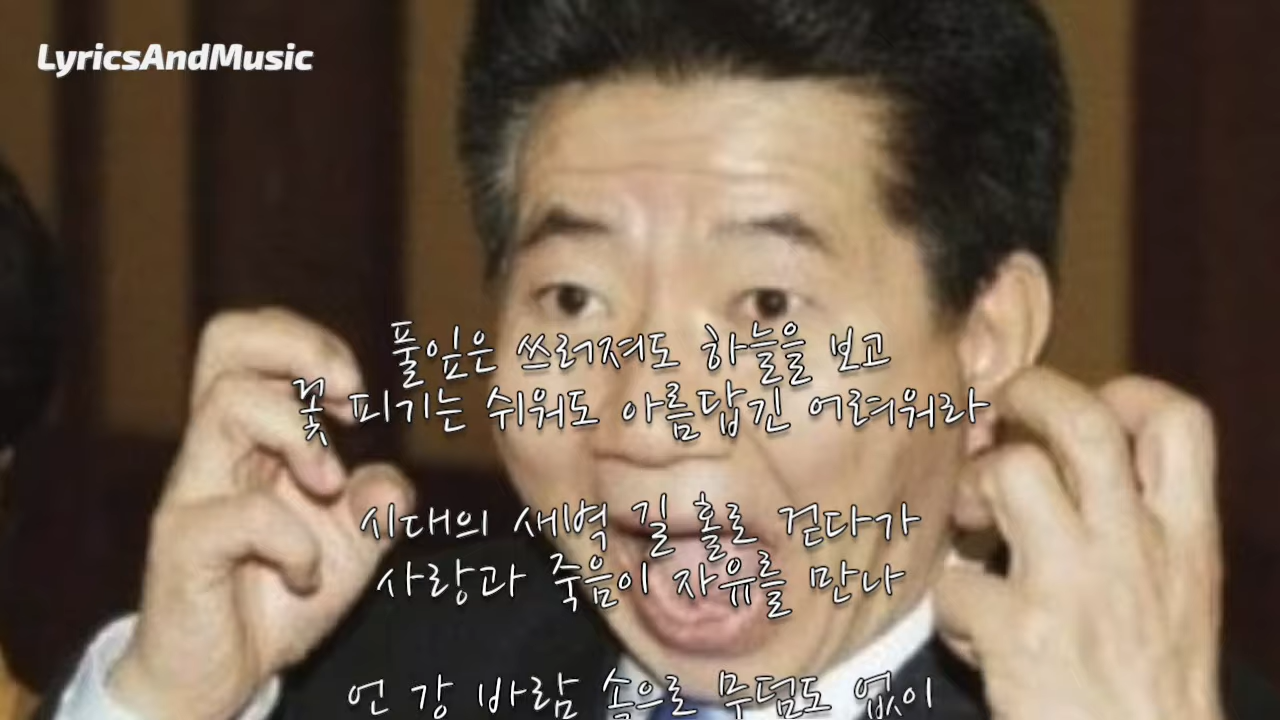 LyricsAndMusic
풀잎은 쓰러져도 하늘을 보고
꽃 피기는 쉬워도 아름답긴 어려워라
시대의 새벽 길 홀로 걷다가
사랑과 죽음이 자유를 만나
언 강 바람 속으로 무덤도 없이